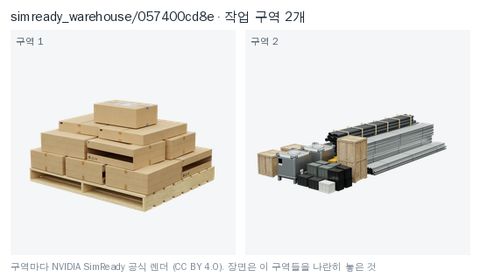 simready_warehouse/057400cd8e · 작업 구역 2개
구역 1
구역 2
구역마다 NVIDIA SimReady 공식 렌더 (CC BY 4.0). 장면은 이 구역들을 나란히 놓은 것